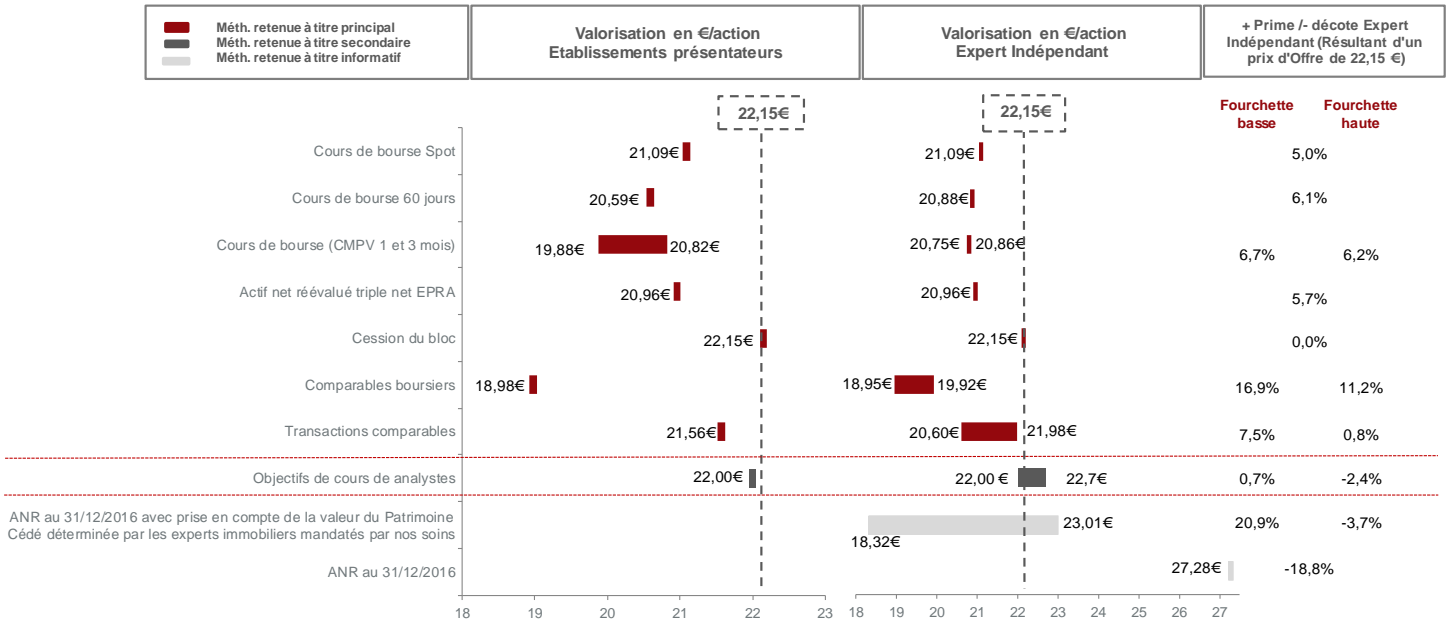 Méth. retenue à titre principal
Méth. retenue à titre secondaire
Méth. retenue à titre informatif
Valorisation en €/action
Etablissements présentateurs
Valorisation en €/action
Expert Indépendant
+ Prime /- décote Expert
Indépendant (Résultant d'un
prix d'Offre de 22,15 €)
22,15€
22,15€
Fourchette
basse
Fourchette
haute
Cours de bourse Spot
21,09€
21,09€
5,0%
Cours de bourse 60 jours
20,59€
20,88€
6,1%
Cours de bourse (CMPV 1 et 3 mois)
19,88€
20,82€
20,75€
20,86€
6,7%
6,2%
Actif net réévalué triple net EPRA
20,96€
20,96€
5,7%
Cession du bloc
22,15€
22,15€
0,0%
Comparables boursiers
18,98€
18,95€
19,92€
16,9%
11,2%
Transactions comparable
21,56€
20,60€
21,98€
7,5%
0,8%
Objectifs de cours de analystes
22,00€
22,00 €
22,7€
0,7%
-2,4%
ANR au 31/12/2016 avec prise en compte de la valeur du Patrimoine
Cédé déterminée par les experts immobiliers mandatés par nos soins
18,32€
23,01€
20,9%
-3,7%
ANR au 31/12/2016
27,28€
-18,8%
18 19 20 21 22 23
18 19 20 21 22 23 24 25 26 27